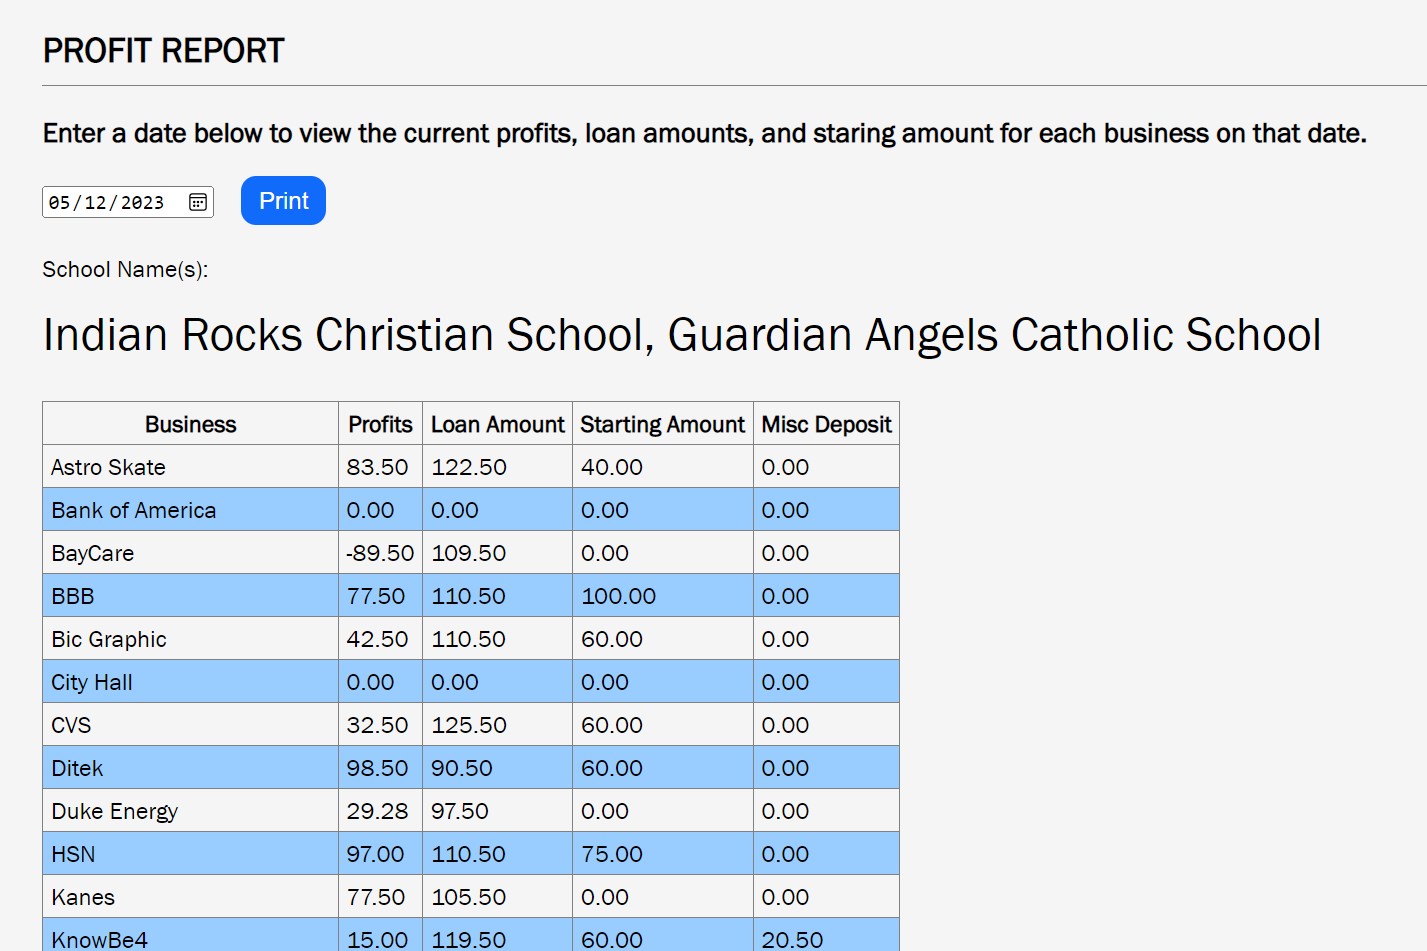 PROFIT REPORT
Enter a date below to view the current profits, loan amounts, and staring amount for each business on that date.
05/12/2023 Print
School Name(s):
Indian Rocks Christian School, Guardian Angels Catholic School
Business Profits Loan Amount Starting Amount Misc Deposit
Astro Skate 83.50 122.50 40.00 0.00
Bank of America 0.00 0.00 0.00 0.00
BayCare -89.50 109.50 0.00 0.00
BBB 77.50 110.50 100.00 0.00
Bic Graphic 42.50 110.50 60.00 0.00
City Hall 0.00 0.00 0.00 0.00
CVS 32.50 125.50 60.00 0.00
Ditek 98.50 90.50 60.00 0.00
Duke Energy 29.28 97.50 0.00 0.00
HSN 97.00 110.50 75.00 0.00
Kanes 77.50 105.50 0.00 0.00
KnowBe4 15.00 119.50 60.00 20.50